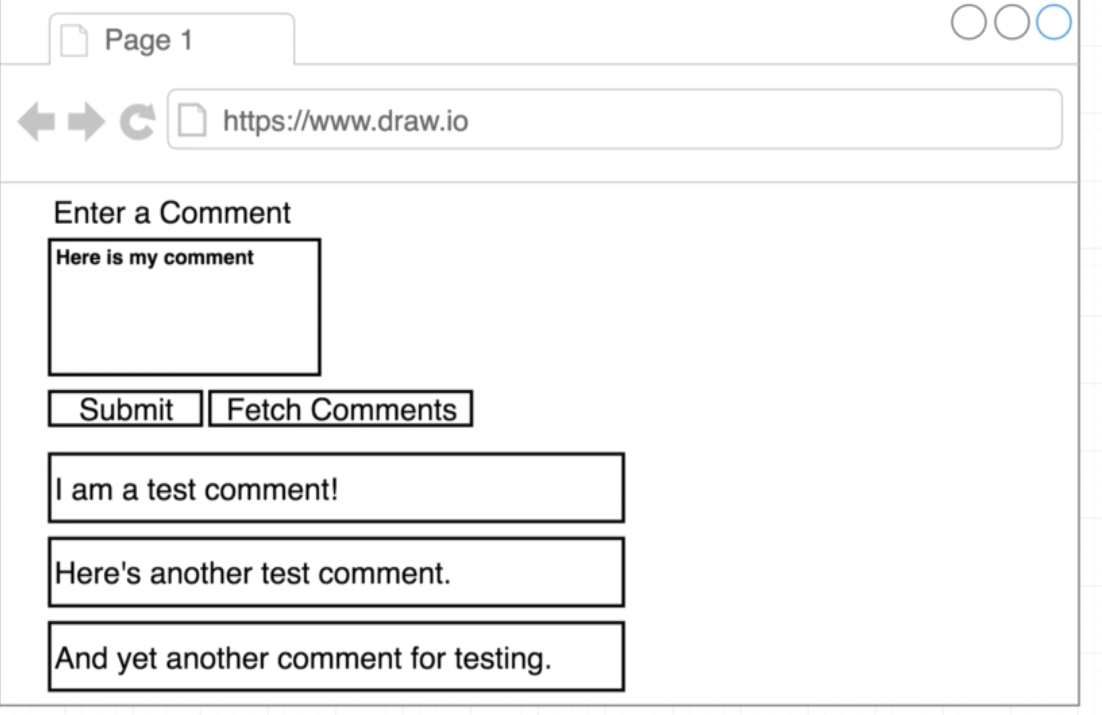 Page 1
https://www.draw.io
Enter a Comment
Here is my comment
Submit Fetch Comments
I am a test comment!
Here's another test comment.
And yet another comment for testing.